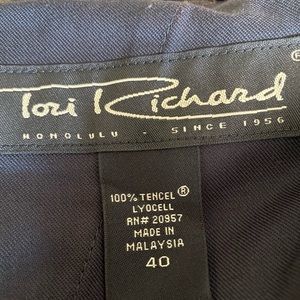 Tori Richard®
HONOLULU - SINCE 1956
100% TENCEL®
LYOCELL
RN# 20957
MADE IN
MALAYSIA
40